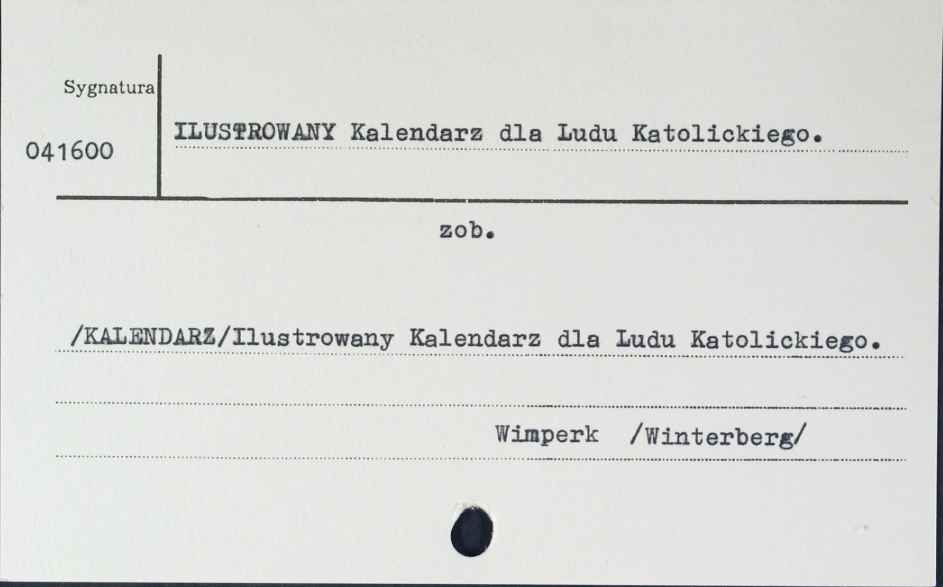 Sygnatura
041600
ILUSTROWANY Kalendarz dla Ludu Katolickiego.
zob.
/KALENDARZ/Ilustrowany Kalendarz dla Ludu Katolickiego.
Wimperk /Winterberg/